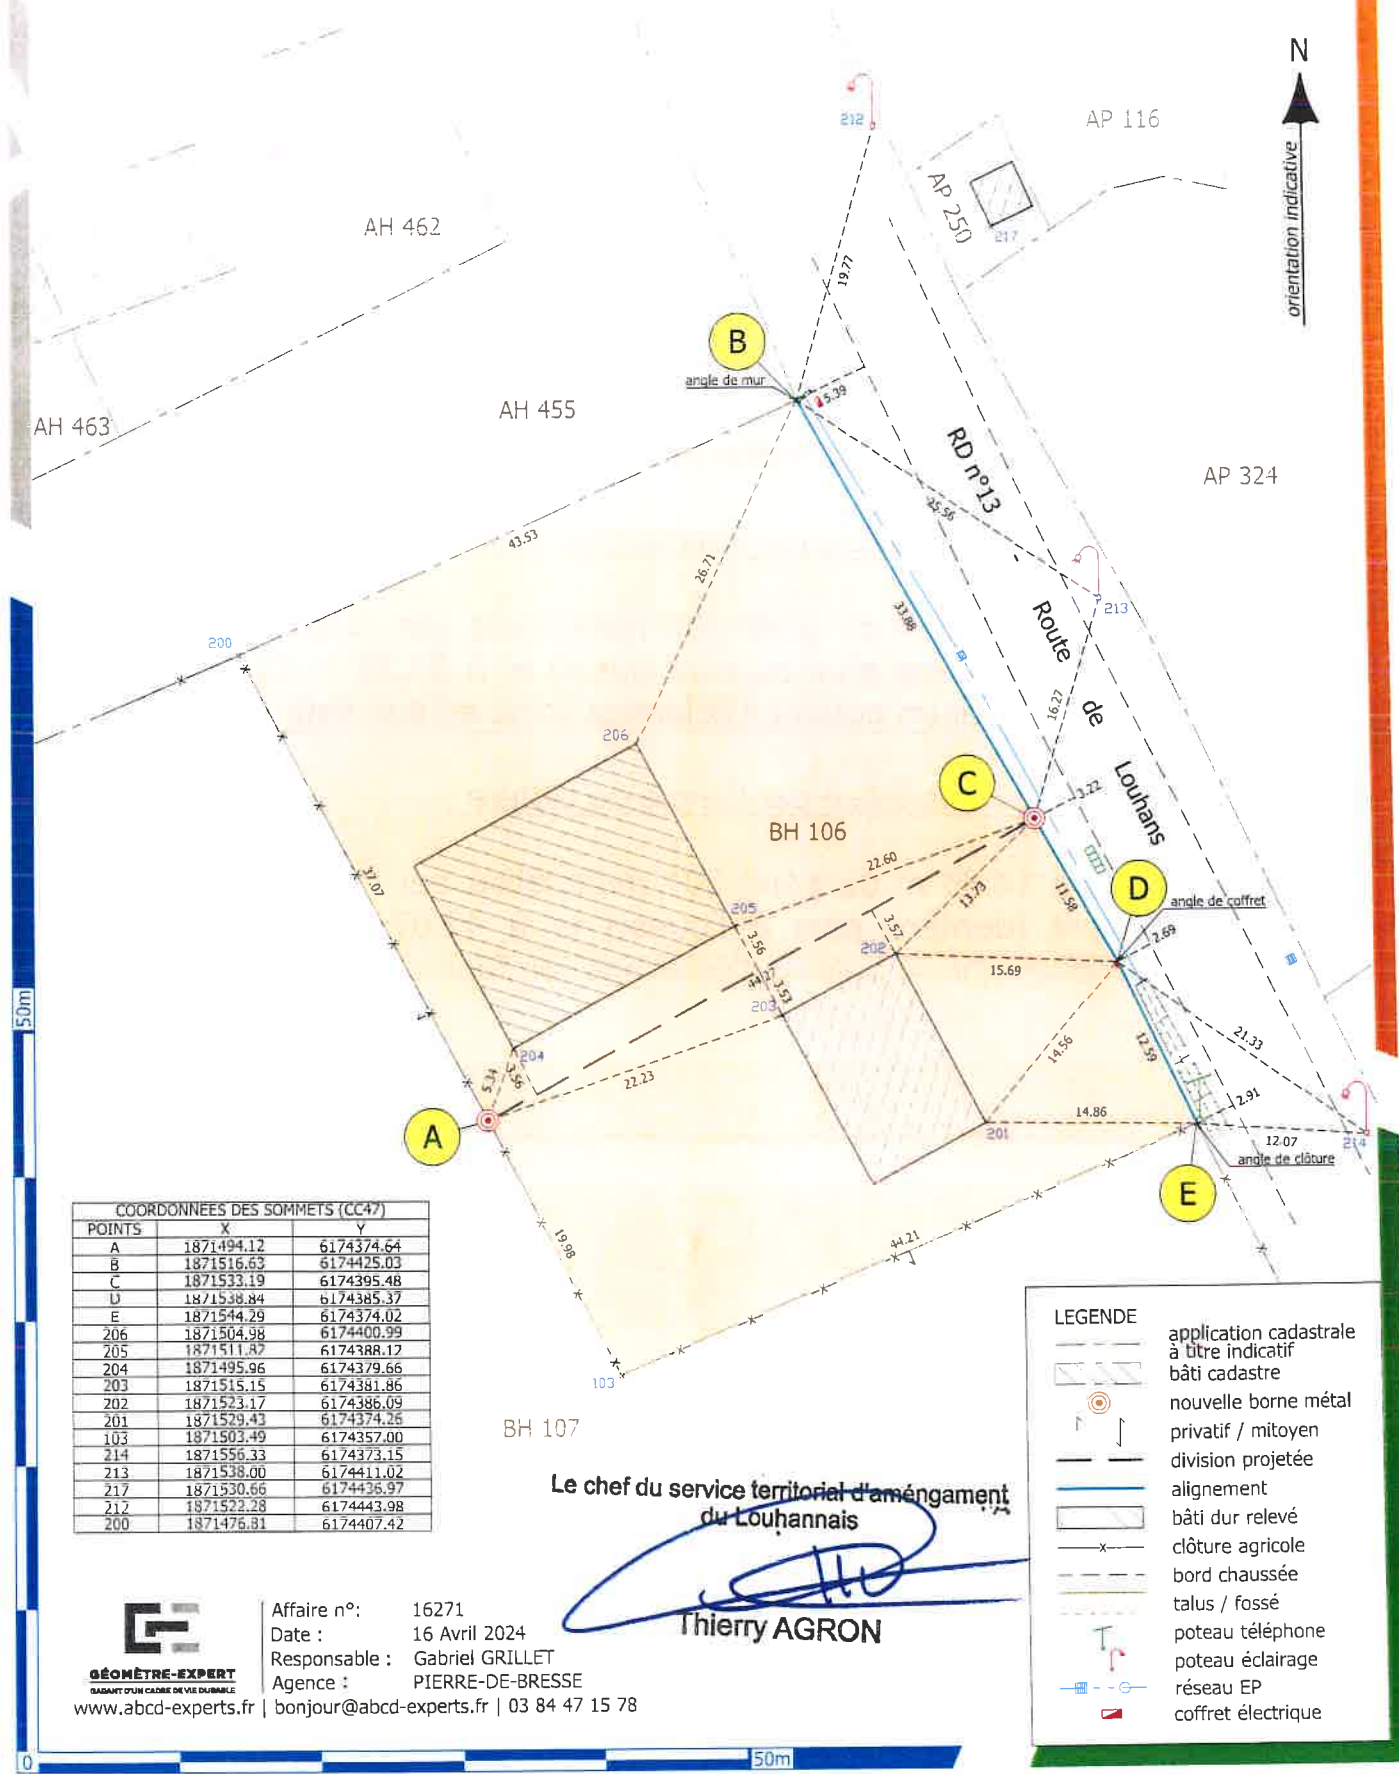 N
orientation indicative
212
AP 116
AP 250
217
AH 462
19.77
B
angle de mur
5.39
AH 455
AH 463
RD n°13
-
Route
de
Louhans
AP 324
25.56
43.53
26.71
33.88
213
200
16.27
206
C
3.22
BH 106
22.60
37.07
13.73
11.58
D
angle de coffret
205
3.57
2.69
3.56
202
15.69
3.53
203
204
14.56
12.59
21.33
5.34
3.56
22.23
2.91
A
14.86
201
12.07
214
angle de clôture
E
19.98
44.21
103
BH 107
50m
COORDONNEES DES SOMMETS (CC47)
POINTS X Y
A 1871494.12 6174374.64
B 1871516.63 6174425.03
C 1871533.19 6174395.48
D 1871538.84 6174385.37
E 1871544.29 6174374.02
206 1871504.98 6174400.99
205 1871511.87 6174388.12
204 1871495.96 6174379.66
203 1871515.15 6174381.86
202 1871523.17 6174386.09
201 1871529.43 6174374.26
103 1871503.49 6174357.00
214 1871556.33 6174373.15
213 1871538.00 6174411.02
217 1871530.66 6174436.97
212 1871522.28 6174443.98
200 1871476.81 6174407.42
LEGENDE
application cadastrale
à titre indicatif
bâti cadastre
nouvelle borne métal
privatif / mitoyen
division projetée
alignement
bâti dur relevé
clôture agricole
bord chaussée
talus / fossé
poteau téléphone
poteau éclairage
réseau EP
coffret électrique
Le chef du service territorial d'améngament
du Louhannais
Thierry AGRON
GÉOMÈTRE-EXPERT
GARANT D'UN CADRE DE VIE DURABLE
Affaire n°: 16271
Date : 16 Avril 2024
Responsable : Gabriel GRILLET
Agence : PIERRE-DE-BRESSE
www.abcd-experts.fr | bonjour@abcd-experts.fr | 03 84 47 15 78
0
50m